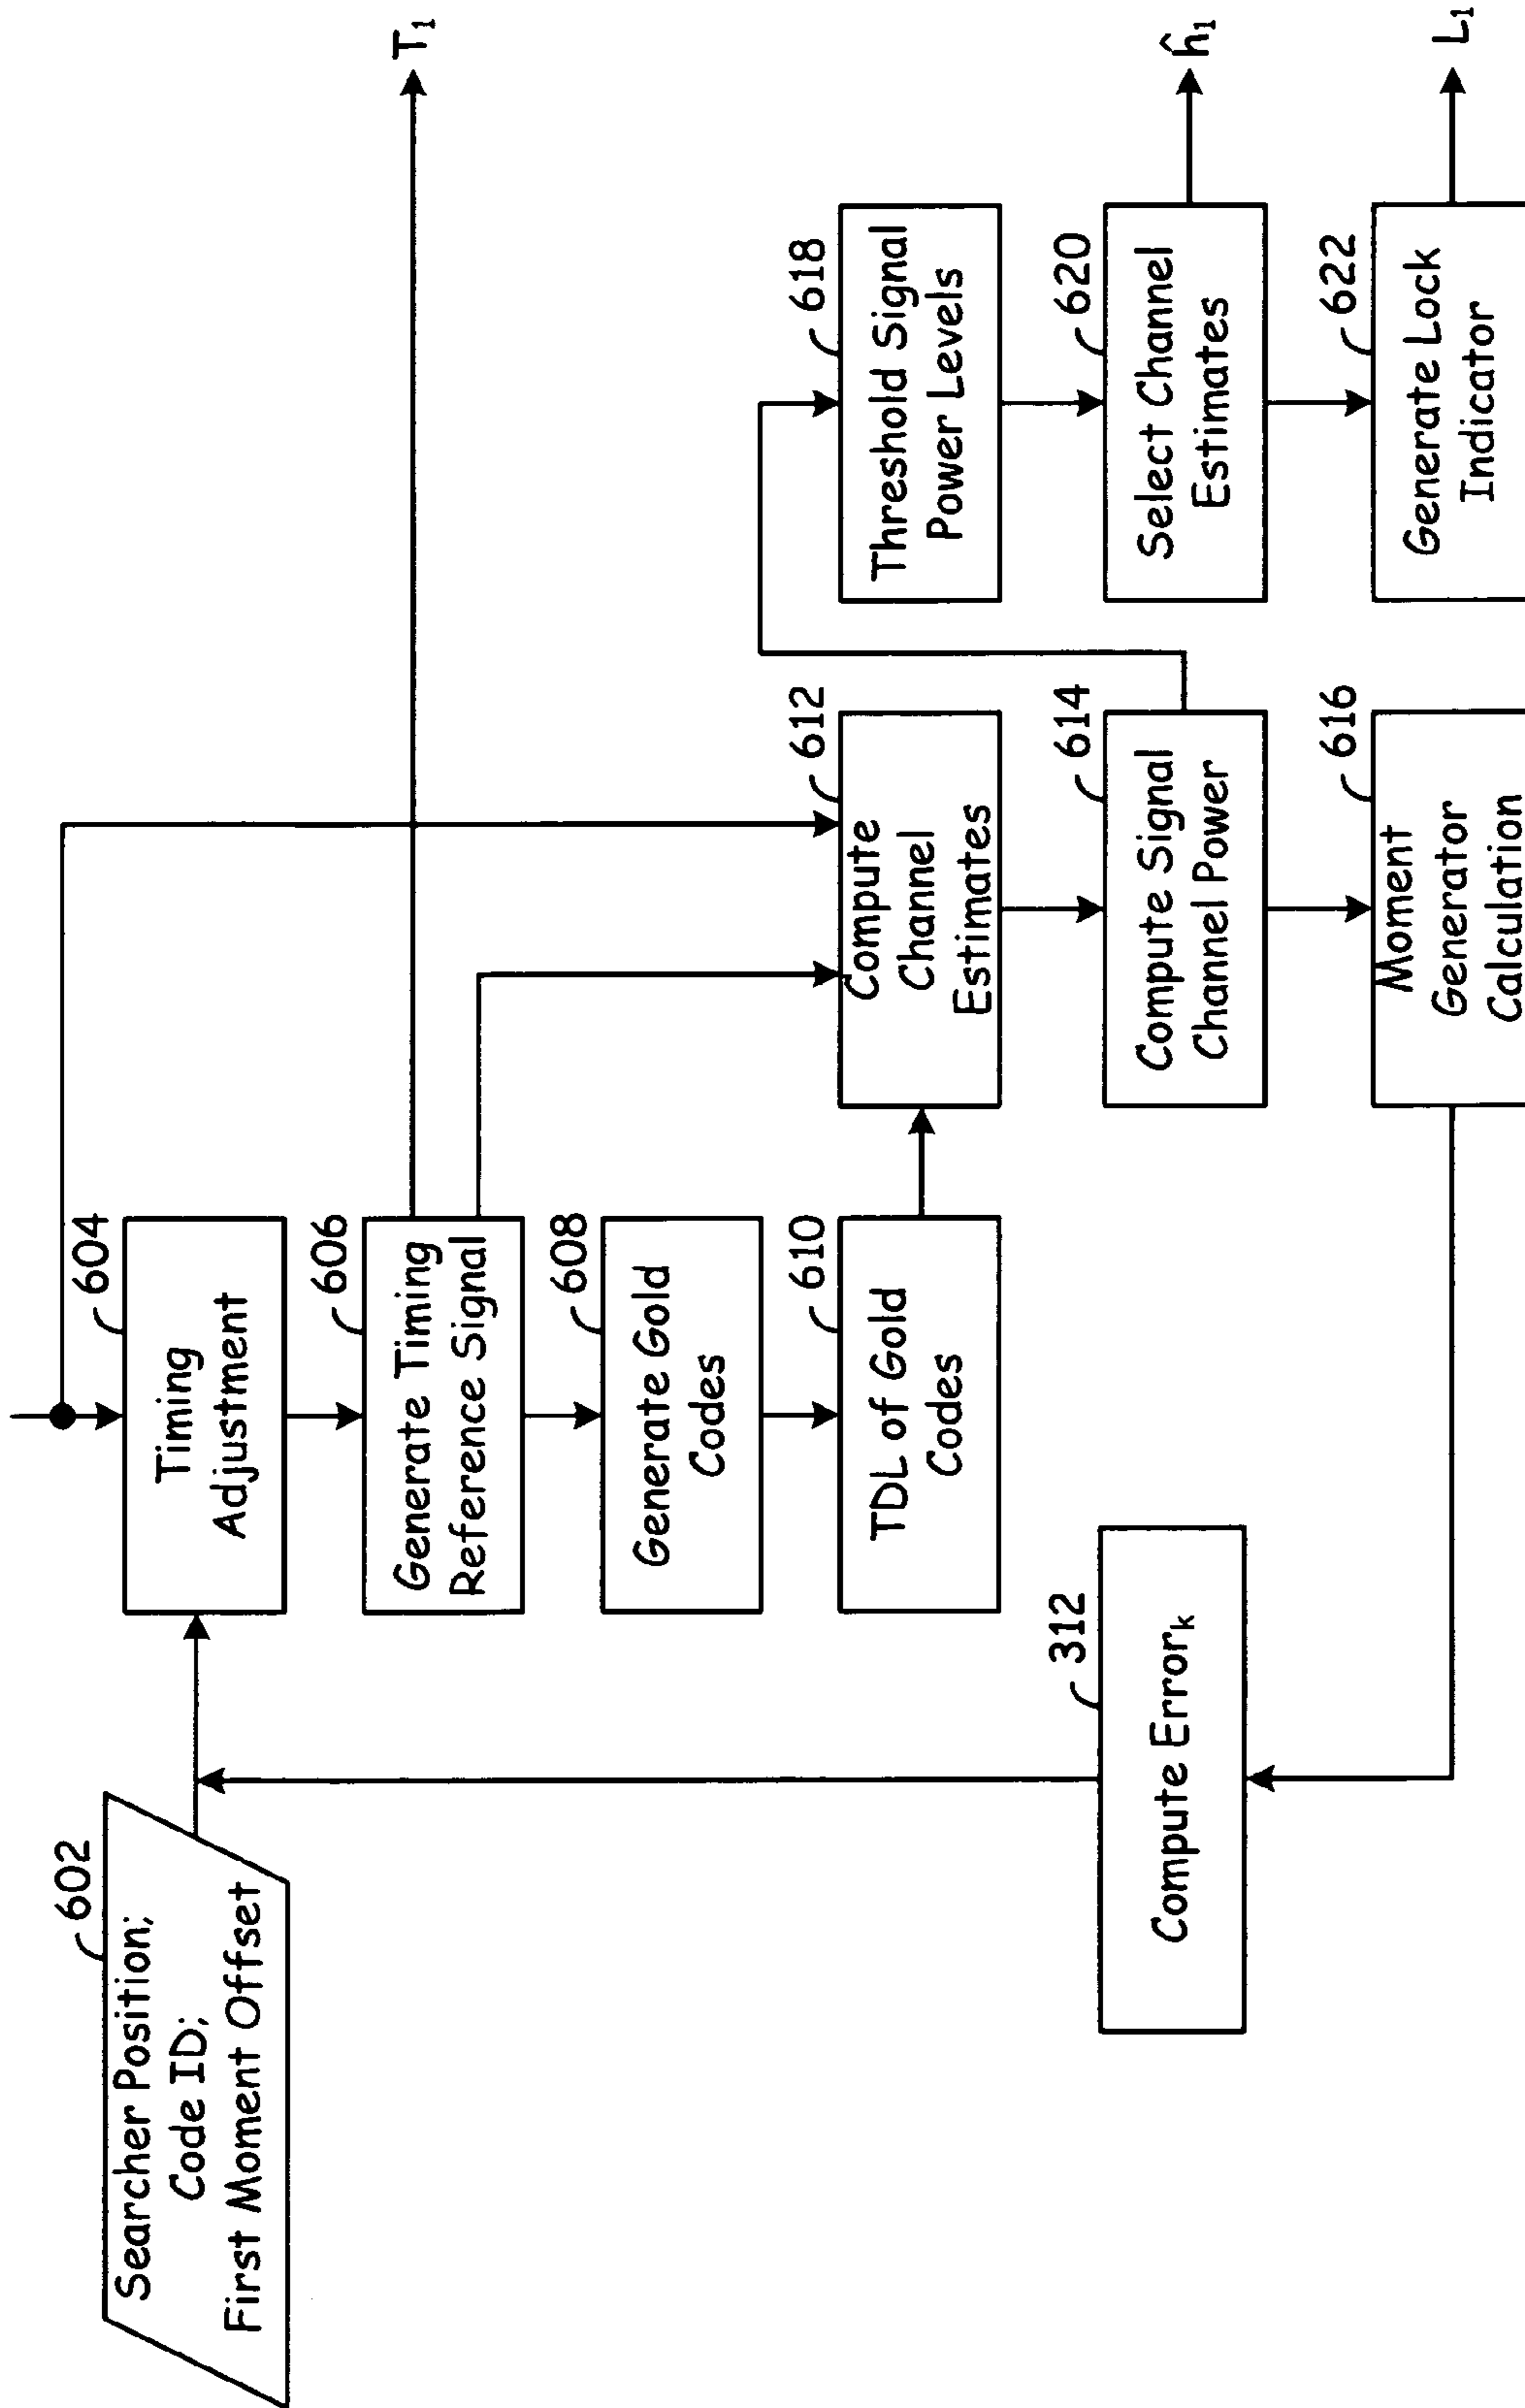 602
Searcher Position;
Code ID;
First Moment Offset
604
Timing
Adjustment
606
Generate Timing
Reference Signal
T₁
608
Generate Gold
Codes
610
TDL of Gold
Codes
312
Compute Errorₖ
612
Compute
Channel
Estimates
614
Compute Signal
Channel Power
616
Moment
Generator
Calculation
618
Threshold Signal
Power Levels
620
Select Channel
Estimates
ĥ₁
622
Generate Lock
Indicator
L₁